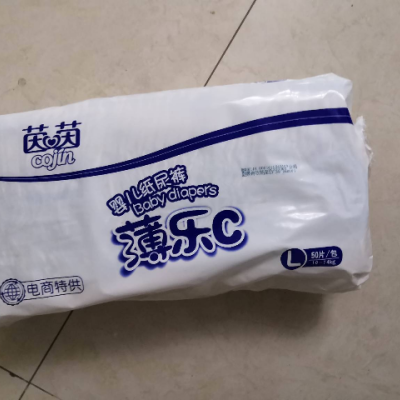 茵茵
cojin
婴儿纸尿裤
Baby diapers
薄乐C
电商特供
L
50片/包